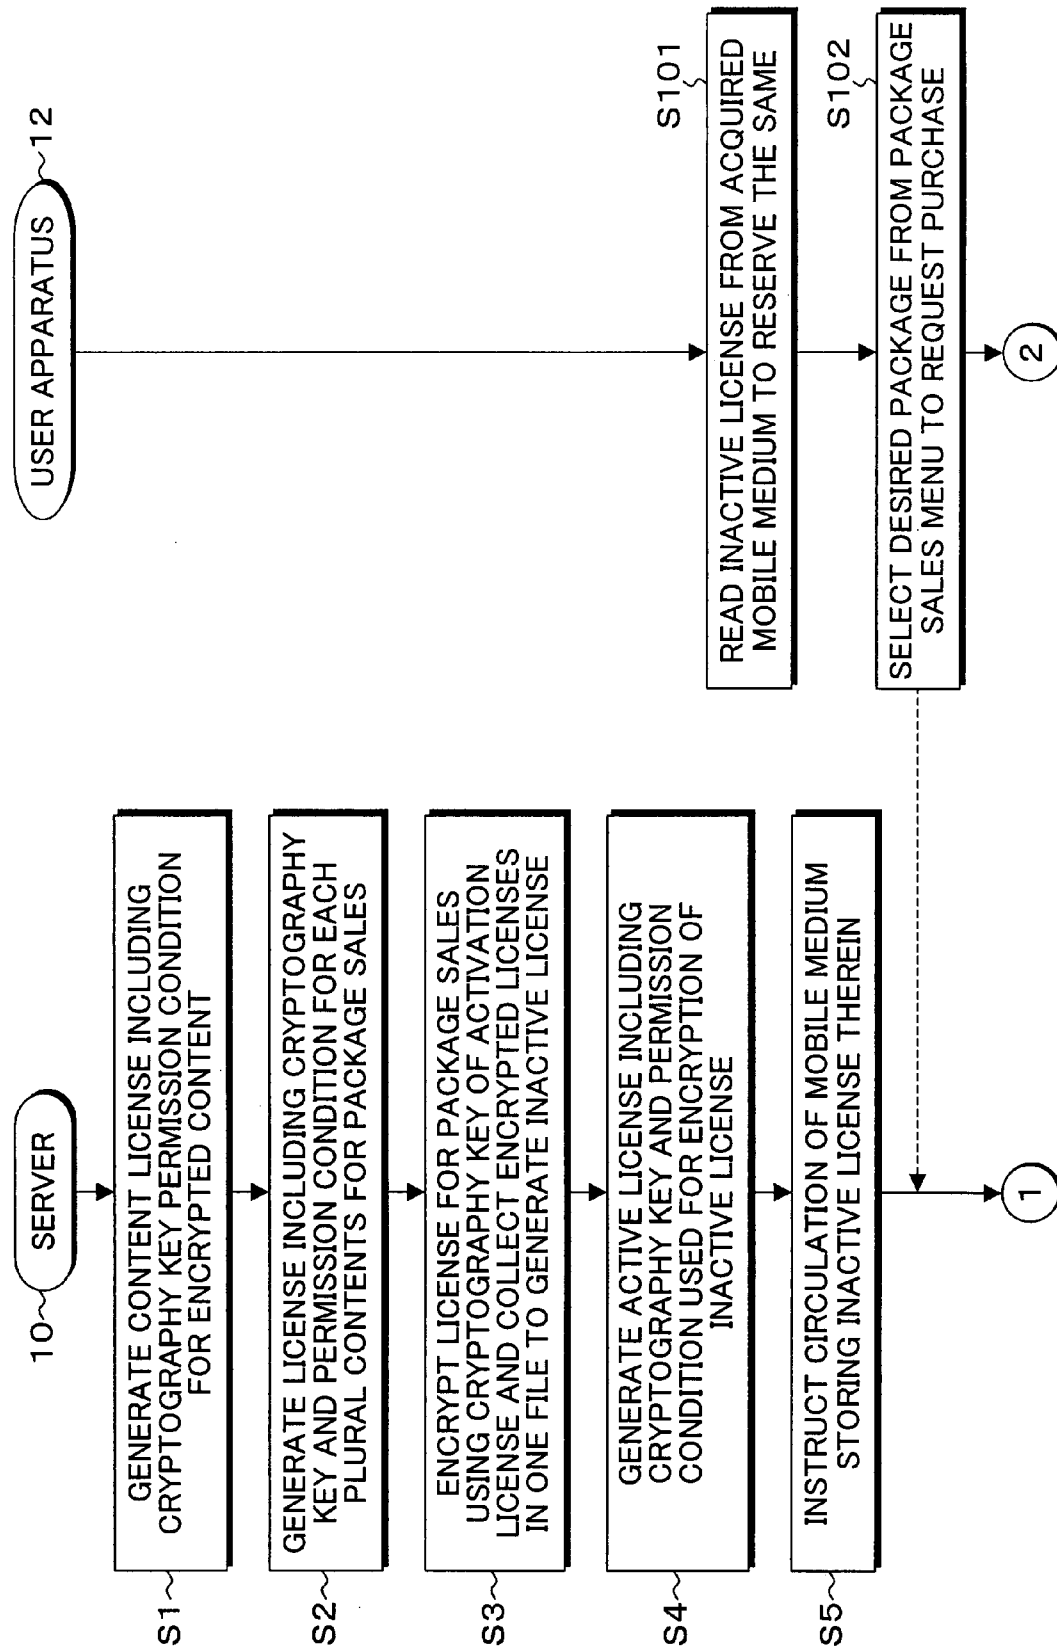 10
SERVER
S1
GENERATE CONTENT LICENSE INCLUDING
CRYPTOGRAPHY KEY PERMISSION CONDITION
FOR ENCRYPTED CONTENT
S2
GENERATE LICENSE INCLUDING CRYPTOGRAPHY
KEY AND PERMISSION CONDITION FOR EACH
PLURAL CONTENTS FOR PACKAGE SALES
S3
ENCRYPT LICENSE FOR PACKAGE SALES
USING CRYPTOGRAPHY KEY OF ACTIVATION
LICENSE AND COLLECT ENCRYPTED LICENSES
IN ONE FILE TO GENERATE INACTIVE LICENSE
S4
GENERATE ACTIVE LICENSE INCLUDING
CRYPTOGRAPHY KEY AND PERMISSION
CONDITION USED FOR ENCRYPTION OF
INACTIVE LICENSE
S5
INSTRUCT CIRCULATION OF MOBILE MEDIUM
STORING INACTIVE LICENSE THEREIN
1
USER APPARATUS
12
S101
READ INACTIVE LICENSE FROM ACQUIRED
MOBILE MEDIUM TO RESERVE THE SAME
S102
SELECT DESIRED PACKAGE FROM PACKAGE
SALES MENU TO REQUEST PURCHASE
2